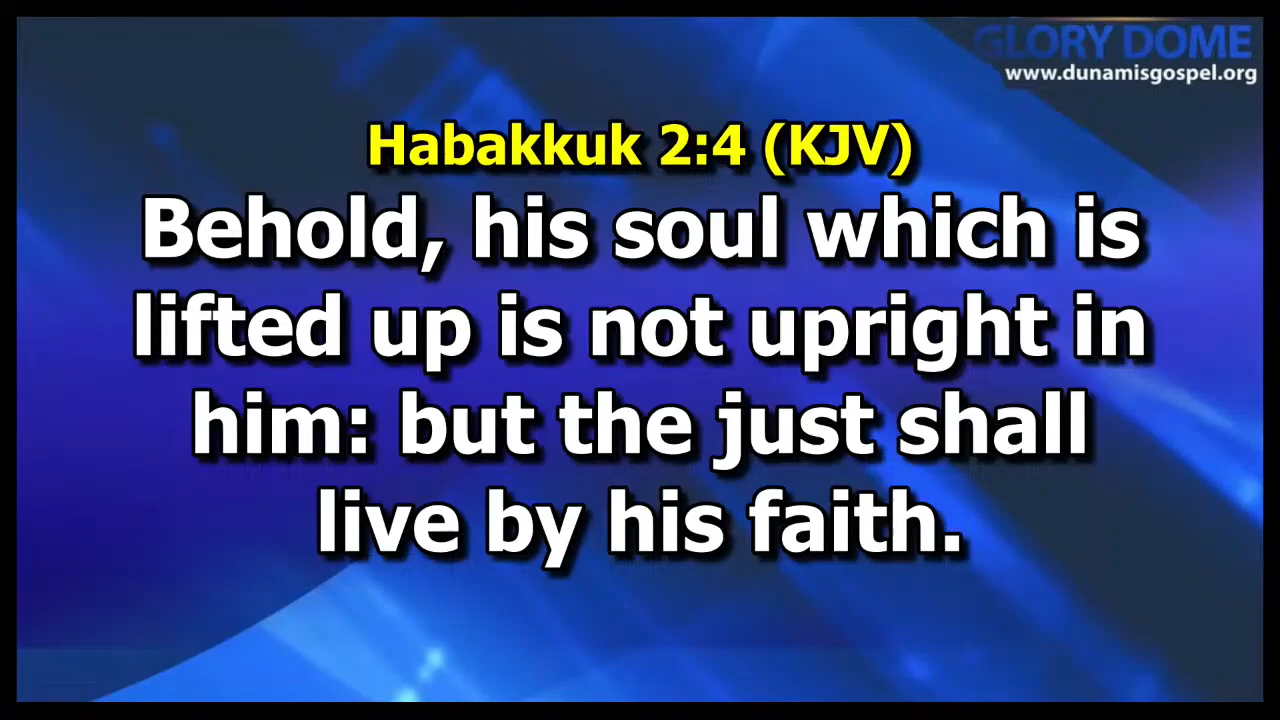 GLORY DOME
www.dunamisgospel.org
Habakkuk 2:4 (KJV)
Behold, his soul which is
lifted up is not upright in
him: but the just shall
live by his faith.